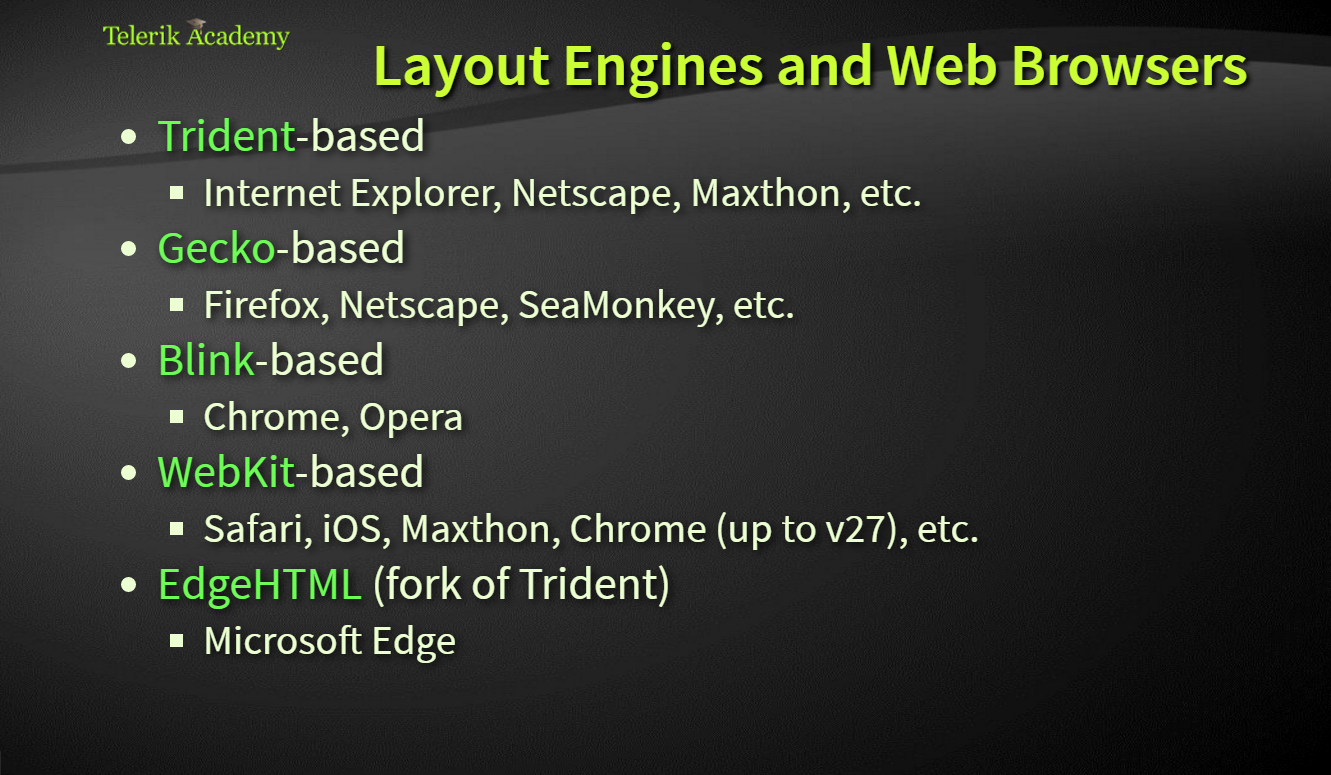 Telerik Academy
Layout Engines and Web Browsers
Trident-based
Internet Explorer, Netscape, Maxthon, etc.
Gecko-based
Firefox, Netscape, SeaMonkey, etc.
Blink-based
Chrome, Opera
WebKit-based
Safari, iOS, Maxthon, Chrome (up to v27), etc.
EdgeHTML (fork of Trident)
Microsoft Edge